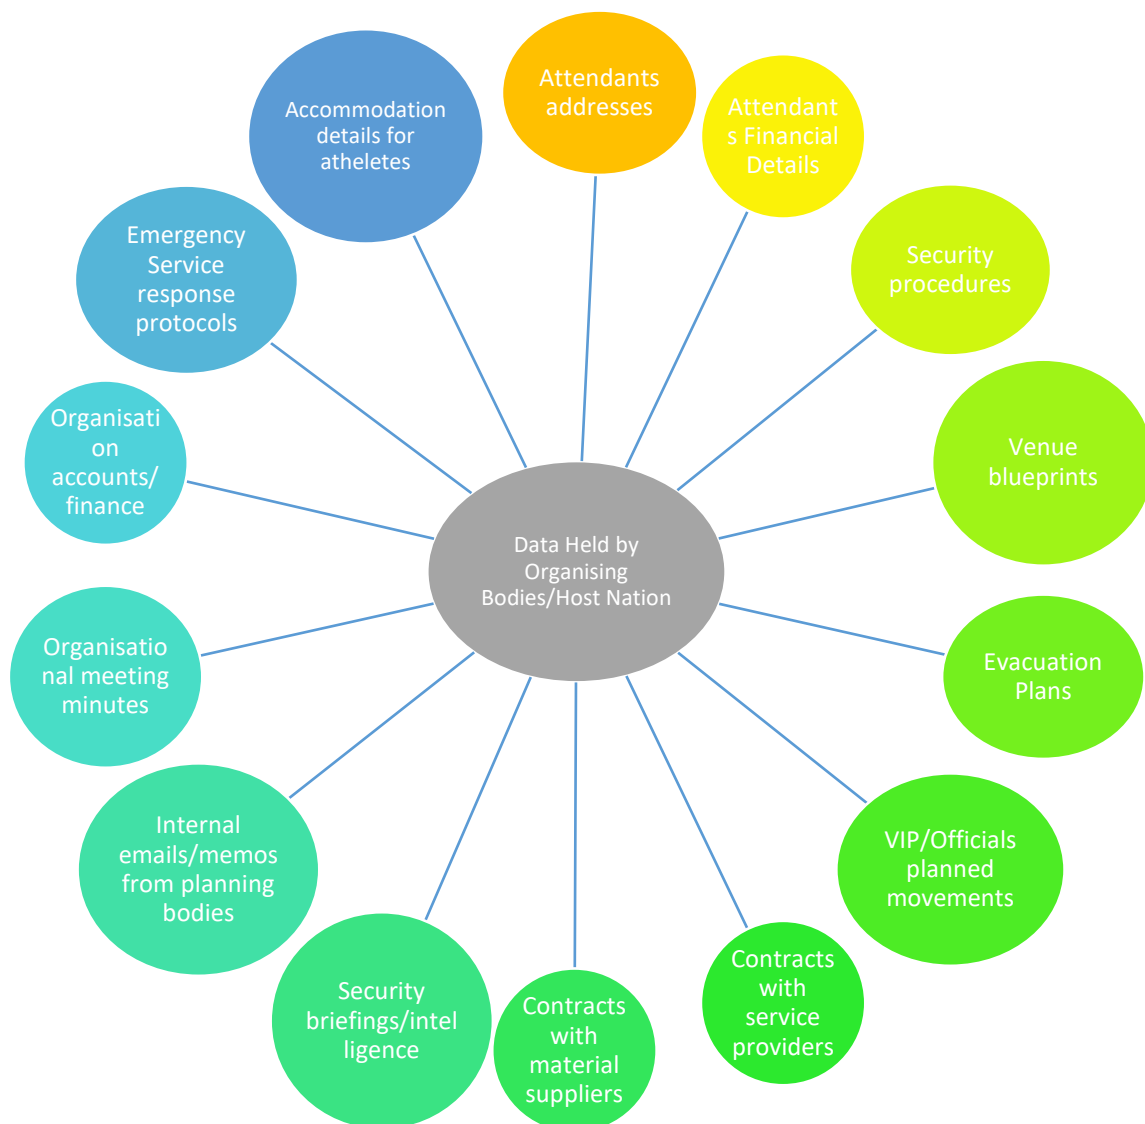 Attendants
addresses
Attendant
s Financial
Details
Security
procedures
Venue
blueprints
Evacuation
Plans
VIP/Officials
planned
movements
Contracts
with
service
providers
Contracts
with
material
suppliers
Security
briefings/intel
ligence
Internal
emails/memos
from planning
bodies
Organisatio
nal meeting
minutes
Organisati
on
accounts/
finance
Emergency
Service
response
protocols
Accommodation
details for
atheletes
Data Held by
Organising
Bodies/Host Nation